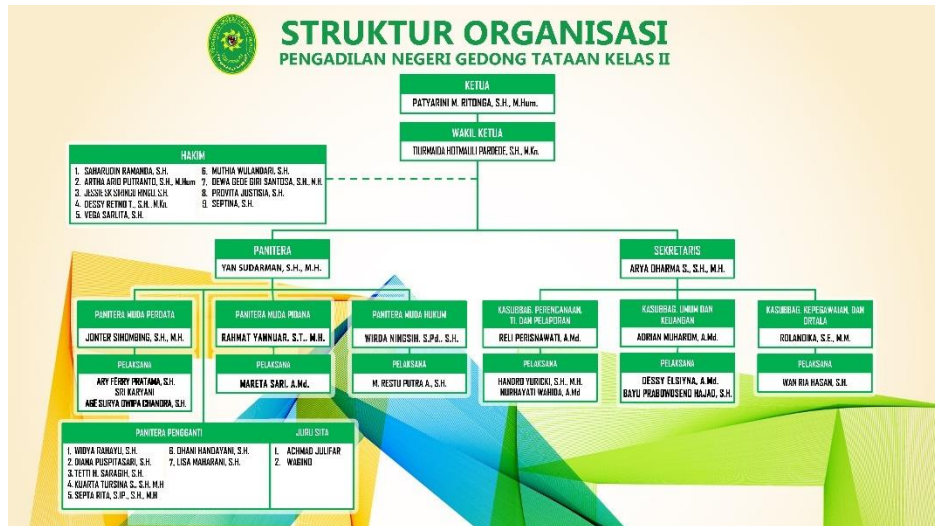 STRUKTUR ORGANISASI
PENGADILAN NEGERI GEDONG TATAAN KELAS II
KETUA
PATYARINI M. RITONGA, S.H., M.Hum.
WAKIL KETUA
TIURMAIDA HOTMAULI PARDEDE, S.H., M.Kn.
HAKIM
1. SAHARUDIN RAMANDA, S.H.
2. ARTHA ARIO PUTRANTO, S.H., M.Hum
3. JESSIE SK
4. DESSY RETNO T., S.H., M.Kn.
5. VEGA SARLITA, S.H.
6. MUTHIA WULANDARI, S.H.
7. DEWA GEDE GIRI SANTOSA, S.H., M.H.
8. PROVITA JUSTISIA, S.H.
9. SEPTINA, S.H.
PANITERA
YAN SUDARMAN, S.H., M.H.
SEKRETARIS
ARYA DHARMA S., S.H., M.H.
PANITERA MUDA PERDATA
JONTER SIHOMBING, S.H., M.H.
PANITERA MUDA PIDANA
RAHMAT YANNUAR. S.T., M.H.
PANITERA MUDA HUKUM
WIRDA NINGSIH. S.Pd., S.H.
KASUBBAG. PERENCANAAN,
TI. DAN PELAPORAN
RELI PERISNAWATI, A.Md.
KASUBBAG. UMUM DAN
KEUANGAN
ADRIAN MUHAROM, A.Md.
KASUBBAG. KEPEGAWAIAN, DAN
ORTALA
ROLANDIKA, S.E., M.M.
PELAKSANA
ARY FERRY PRATAMA, S.H.
SRI KARYANI
ABE SURYA DWIPA CHANDRA, S.H.
PELAKSANA
MARETA SARI. A.Md.
PELAKSANA
M. RESTU PUTRA A., S.H.
PELAKSANA
HANDRO YURICKI, S.H., M.H.
NURHAYATI WAHIDA, A.Md
PELAKSANA
DESSY ELSIYNA, A.Md.
BAYU PRABOWOSENO HAJAD, S.H.
PELAKSANA
WAN RIA HASAN, S.H.
PANITERA PENGGANTI
1. WIDYA RAHAYU, S.H.
2. DIANA PUSPITASARI, S.H.
3. TETTI H. SARAGIH, S.H.
4. KUARTA TURSINA S., S.H, M.H
5. SEPTA RITA, S.IP., S.H., M.H
6. DHANI HANDAYANI, S.H.
7. LISA MAHARANI, S.H.
JURU SITA
1. ACHMAD JULIFAR
2. WAGINO